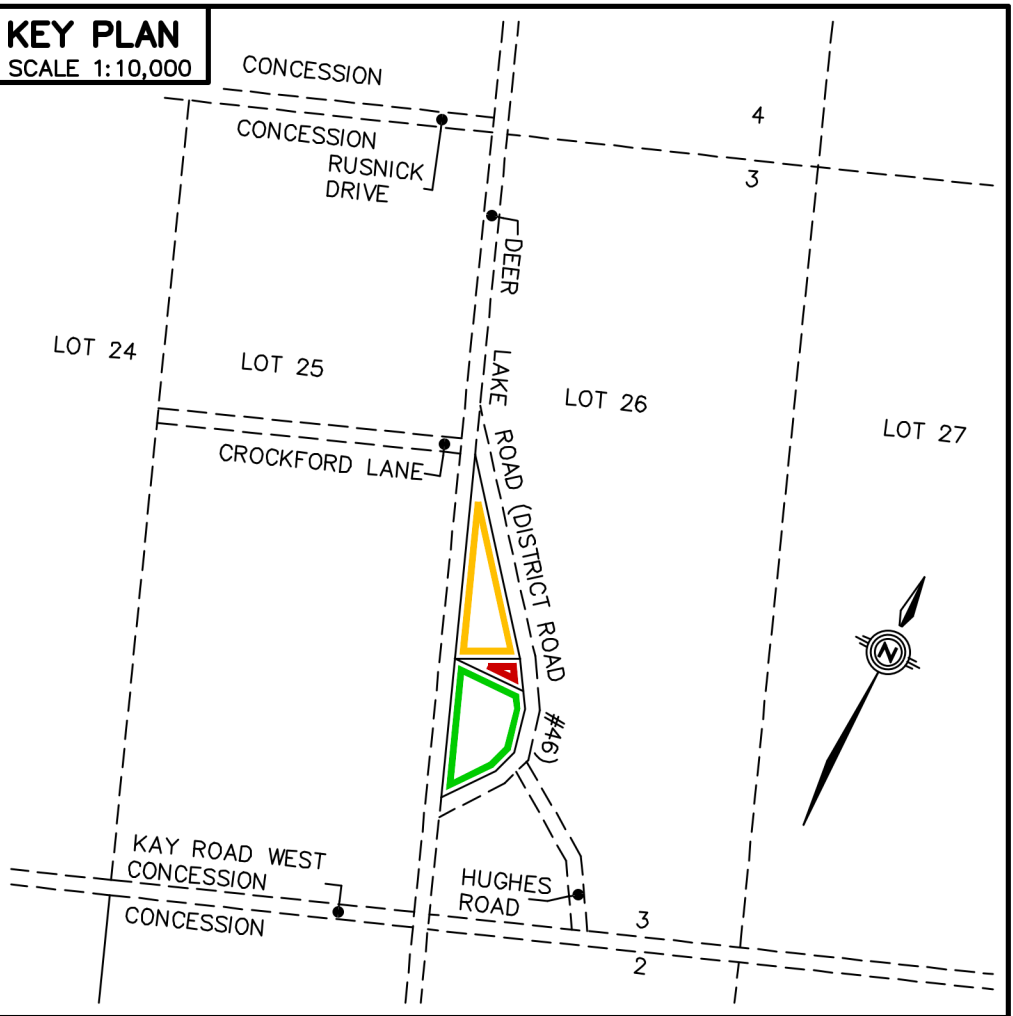 KEY PLAN
SCALE 1:10,000
CONCESSION
CONCESSION
RUSNICK
DRIVE
4
3
DEER LAKE ROAD (DISTRICT ROAD #46)
LOT 24
LOT 25
LOT 26
LOT 27
CROCKFORD LANE
N
KAY ROAD WEST
CONCESSION
CONCESSION
HUGHES
ROAD
3
2